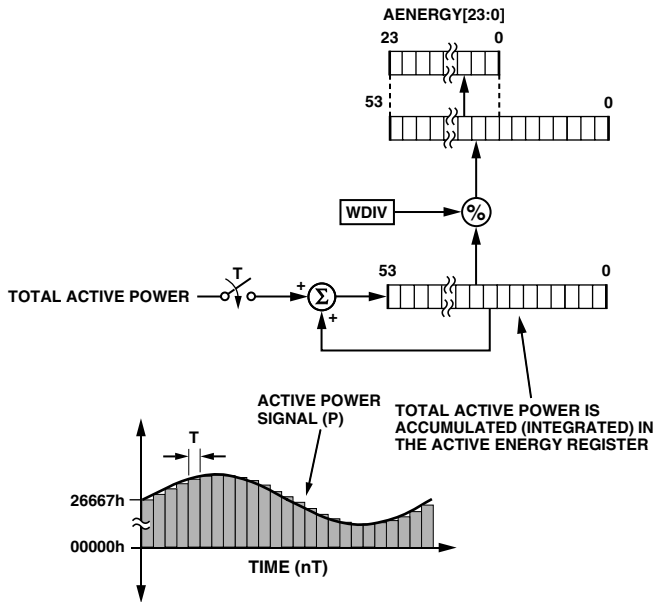 AENERGY[23:0]
23 0
53 0
WDIV %
53 0
T
TOTAL ACTIVE POWER + Σ
+
ACTIVE POWER
SIGNAL (P)
TOTAL ACTIVE POWER IS
ACCUMULATED (INTEGRATED) IN
THE ACTIVE ENERGY REGISTER
T
26667h
00000h
TIME (nT)